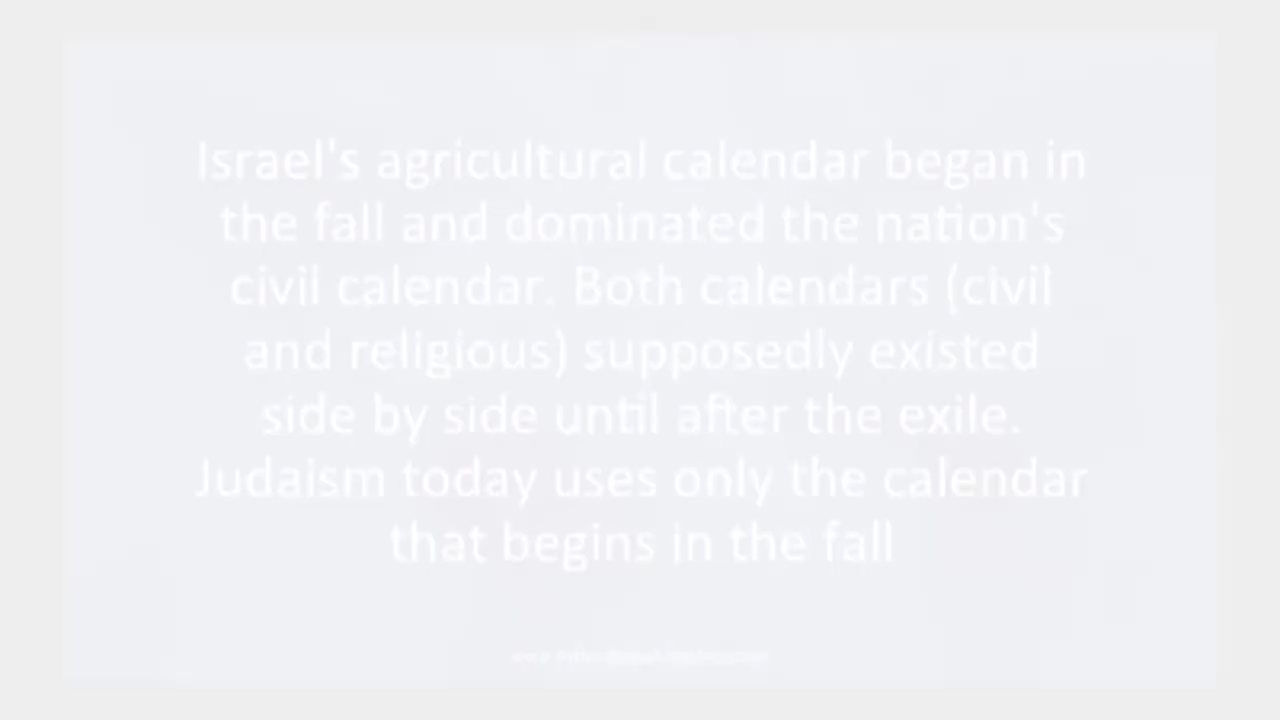 Israel's agricultural calendar began in
the fall and dominated the nation's
civil calendar. Both calendars (civil
and religious) supposedly existed
side by side until after the exile.
Judaism today uses only the calendar
that begins in the fall